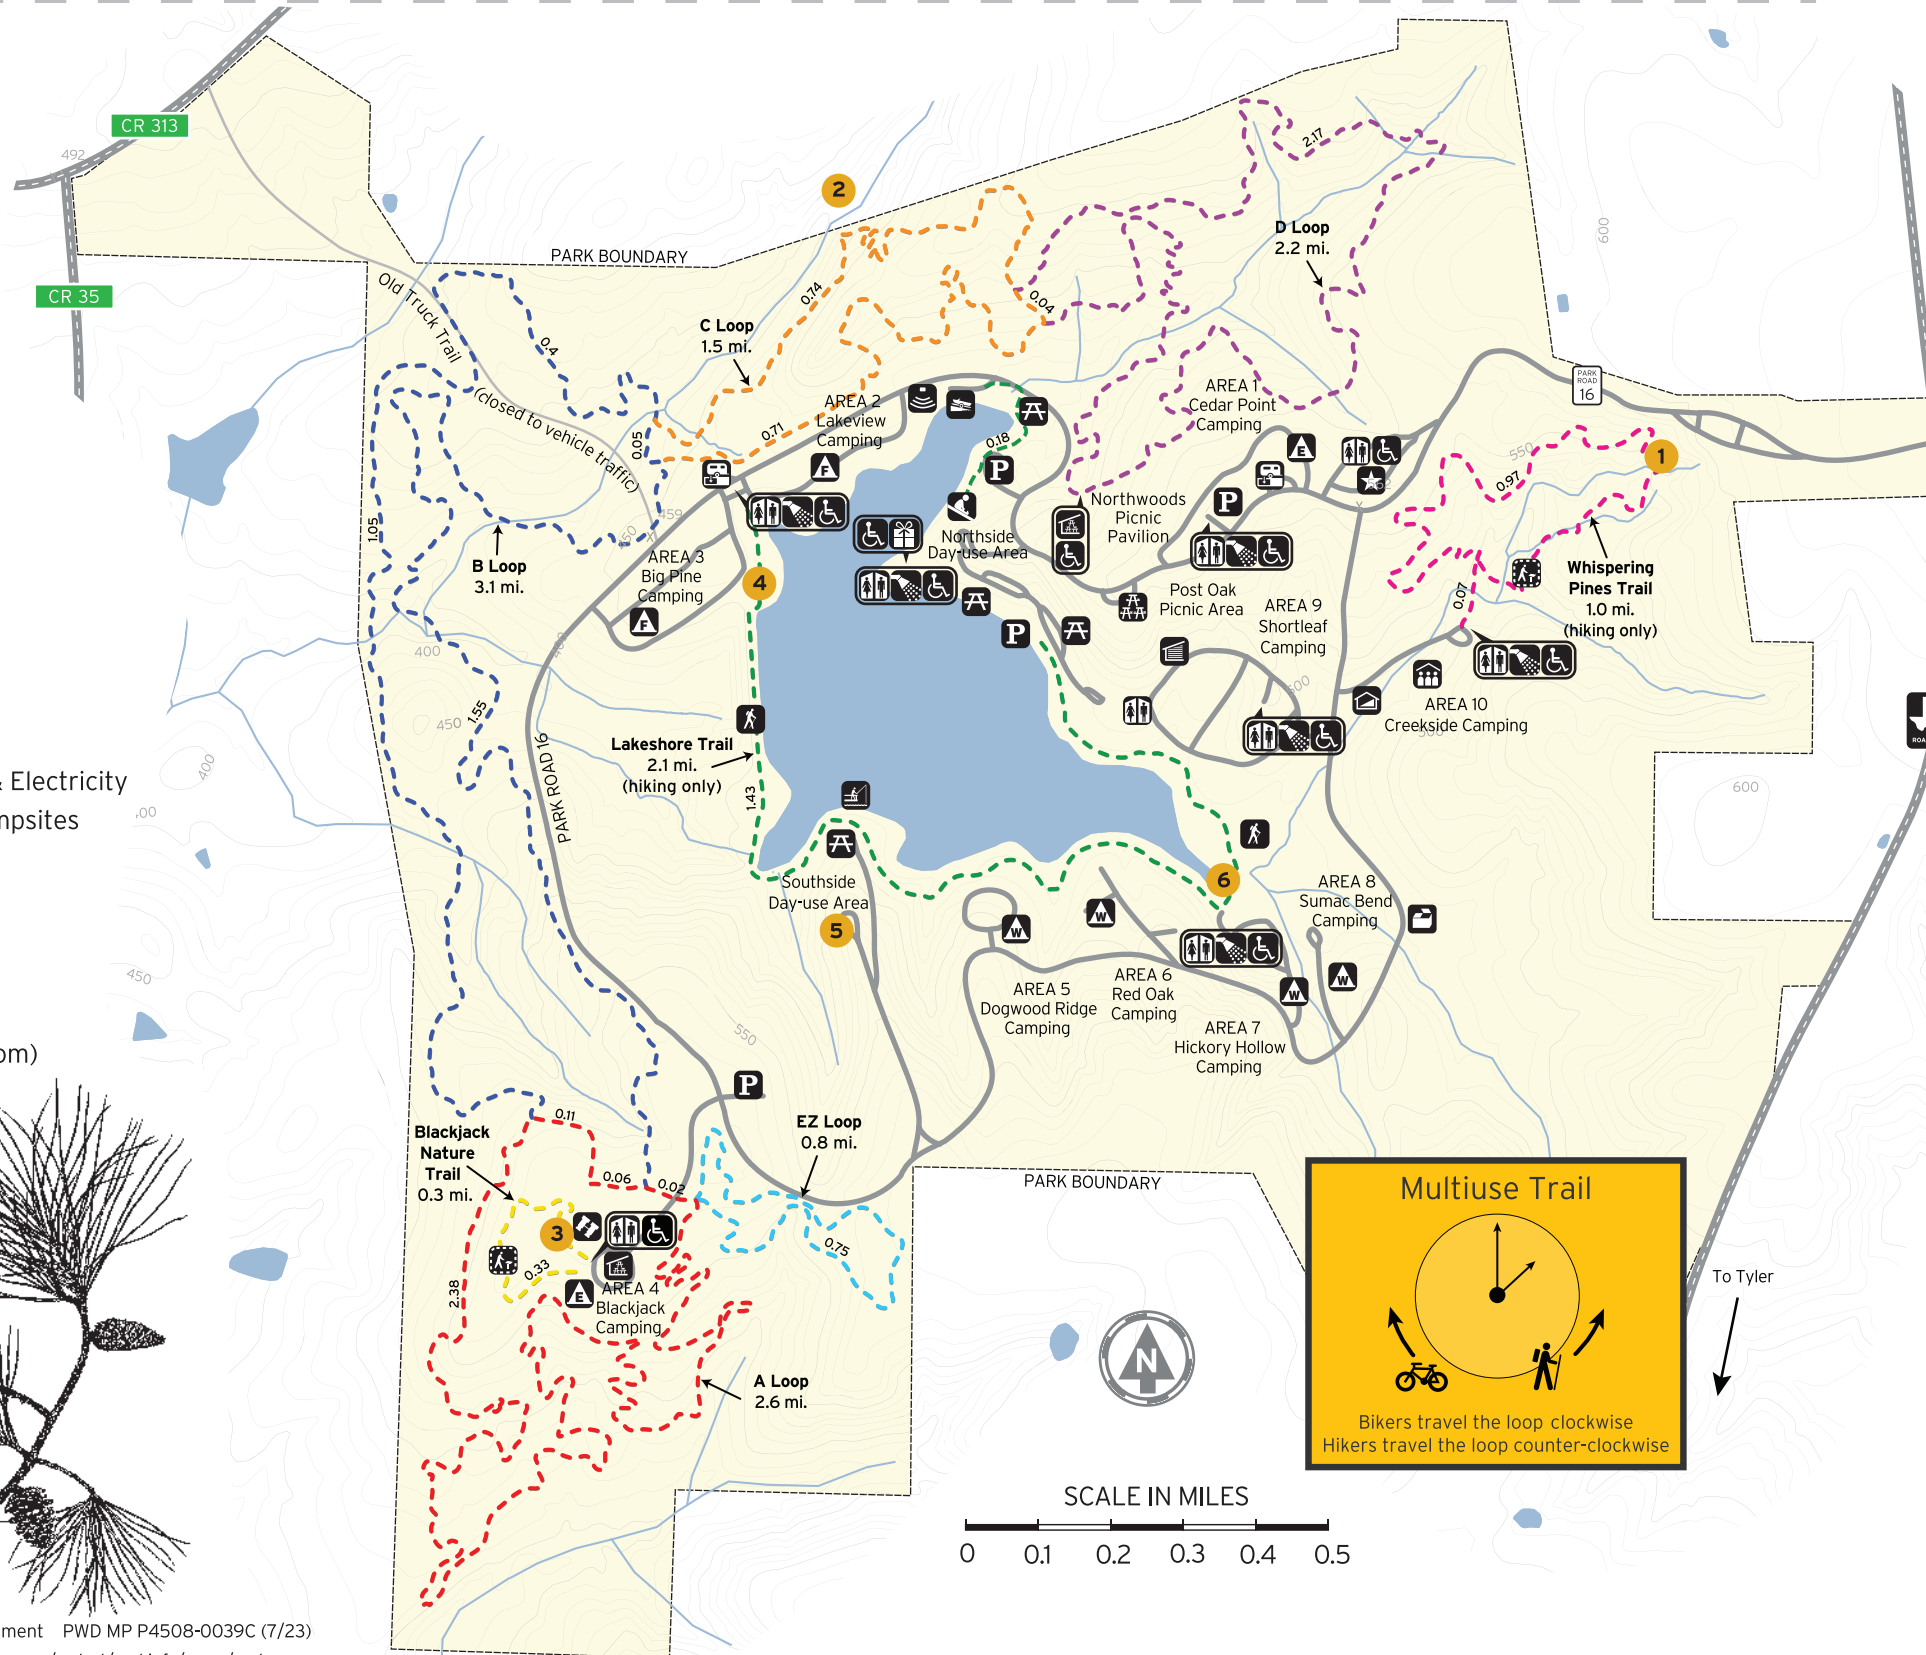 CR 313
492
CR 35
PARK BOUNDARY
Old Truck Trail
(closed to vehicle traffic)
2
2.17
D Loop
2.2 mi.
600
0.74
0.04
C Loop
1.5 mi.
0.4
0.05
0.71
AREA 2
Lakeview
Camping
F
0.18
P
AREA 1
Cedar Point
Camping
E
PARK
ROAD
16
550
1
0.97
1.05
B Loop
3.1 mi.
459
AREA 3
Big Pine
Camping
F
4
Northside
Day-use Area
Northwoods
Picnic
Pavilion
P
Post Oak
Picnic Area
AREA 9
Shortleaf
Camping
0.07
Whispering
Pines Trail
1.0 mi.
(hiking only)
P
400
400
450
1.55
PARK ROAD 16
Lakeshore Trail
2.1 mi.
(hiking only)
1.43
AREA 10
Creekside Camping
600
400
& Electricity
mpsites
Southside
Day-use Area
5
6
AREA 8
Sumac Bend
Camping
W
W
W
W
450
AREA 5
Dogwood Ridge
Camping
AREA 6
Red Oak
Camping
AREA 7
Hickory Hollow
Camping
om)
550
P
0.11
Blackjack
Nature
Trail
0.3 mi.
0.06
0.02
EZ Loop
0.8 mi.
0.75
3
0.33
E
AREA 4
Blackjack
Camping
2.38
A Loop
2.6 mi.
PARK BOUNDARY
N
Multiuse Trail
Bikers travel the loop clockwise
Hikers travel the loop counter-clockwise
To Tyler
SCALE IN MILES
0 0.1 0.2 0.3 0.4 0.5
ment PWD MP P4508-0039C (7/23)